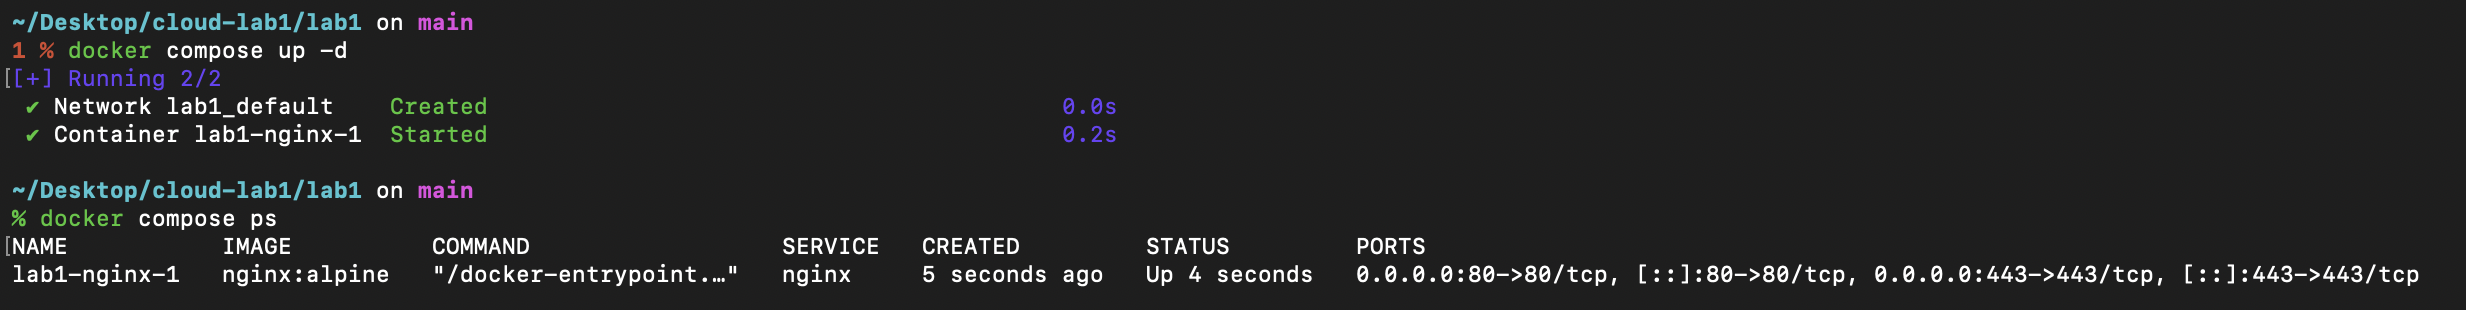 ~/Desktop/cloud-lab1/lab1 on main
1 % docker compose up -d
[[+] Running 2/2
✔ Network lab1_default Created 0.0s
✔ Container lab1-nginx-1 Started 0.2s
~/Desktop/cloud-lab1/lab1 on main
% docker compose ps
[NAME IMAGE COMMAND SERVICE CREATED STATUS PORTS
lab1-nginx-1 nginx:alpine "/docker-entrypoint.…" nginx 5 seconds ago Up 4 seconds 0.0.0.0:80->80/tcp, [::]:80->80/tcp, 0.0.0.0:443->443/tcp, [::]:443->443/tcp